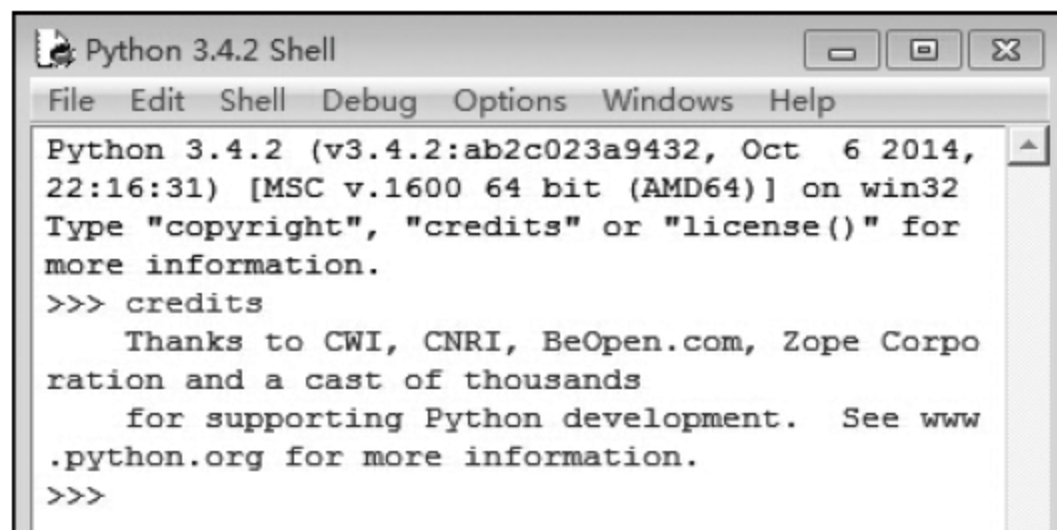 Python 3.4.2 Shell
File Edit Shell Debug Options Windows Help
Python 3.4.2 (v3.4.2:ab2c023a9432, Oct  6 2014,
22:16:31) [MSC v.1600 64 bit (AMD64)] on win32
Type "copyright", "credits" or "license()" for
more information.
>>> credits
    Thanks to CWI, CNRI, BeOpen.com, Zope Corpo
ration and a cast of thousands
    for supporting Python development.  See www
.python.org for more information.
>>>